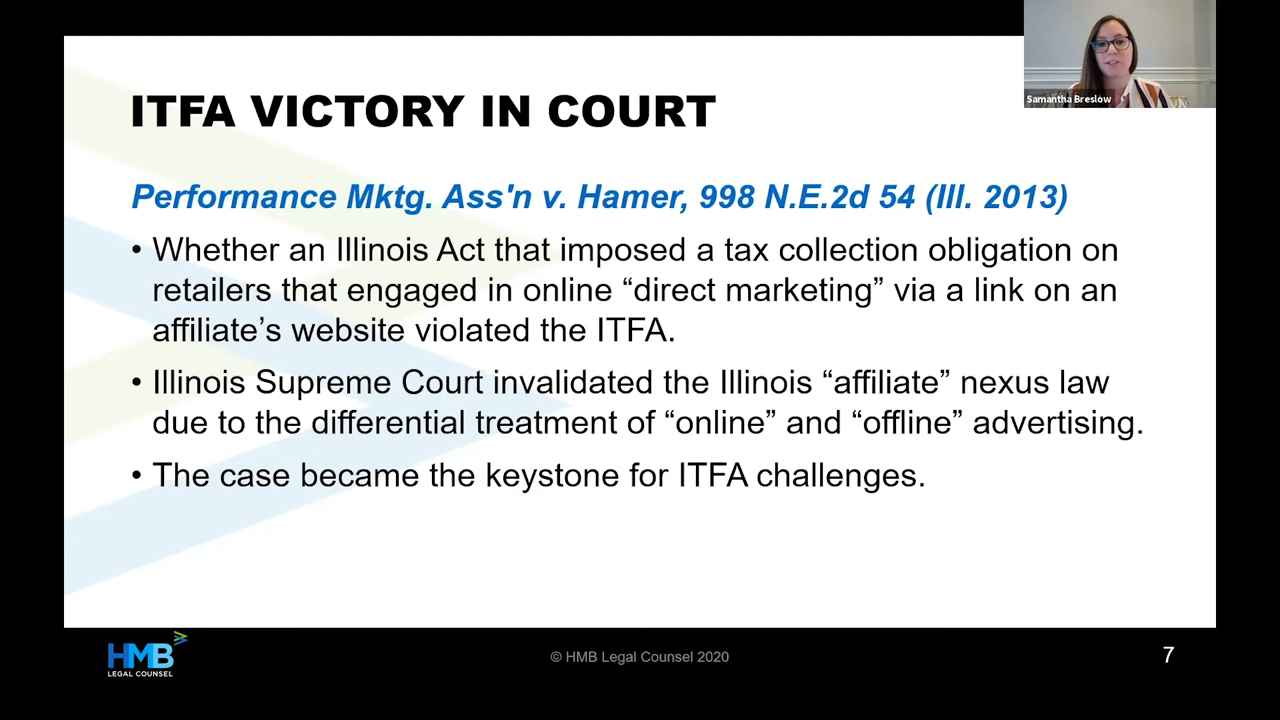 Samantha Breslow
ITFA VICTORY IN COURT
Performance Mktg. Ass'n v. Hamer, 998 N.E.2d 54 (Ill. 2013)
• Whether an Illinois Act that imposed a tax collection obligation on
retailers that engaged in online “direct marketing” via a link on an
affiliate’s website violated the ITFA.
• Illinois Supreme Court invalidated the Illinois “affiliate” nexus law
due to the differential treatment of “online” and “offline” advertising.
• The case became the keystone for ITFA challenges.
HMB
LEGAL COUNSEL
© HMB Legal Counsel 2020
7